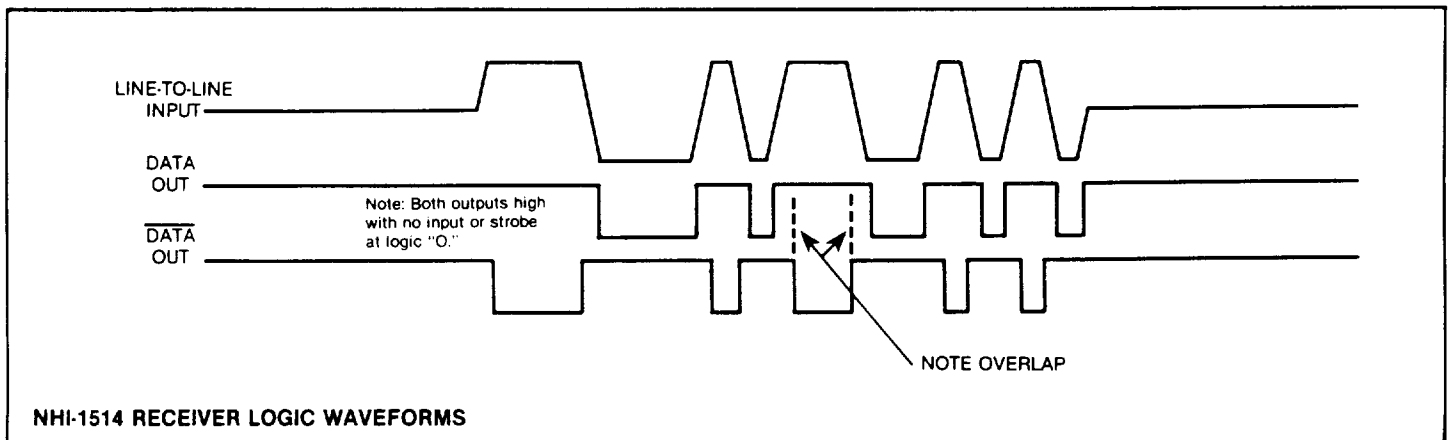 LINE-TO-LINE
INPUT
DATA
OUT
Note: Both outputs high
with no input or strobe
at logic "O."
DATA
OUT
NOTE OVERLAP
NHI-1514 RECEIVER LOGIC WAVEFORMS